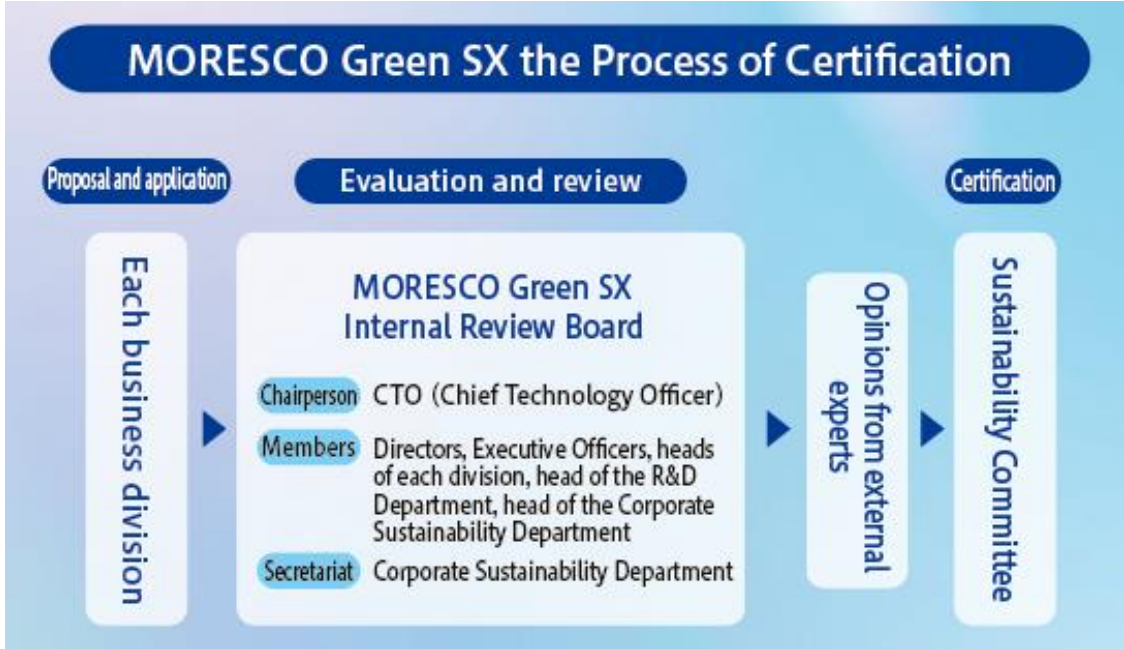 MORESCO Green SX the Process of Certification
Proposal and application
Evaluation and review
Certification
Each business division
MORESCO Green SX
Internal Review Board
Chairperson CTO (Chief Technology Officer)
Members Directors, Executive Officers, heads
of each division, head of the R&D
Department, head of the Corporate
Sustainability Department
Secretariat Corporate Sustainability Department
Opinions from external
experts
Sustainability Committee